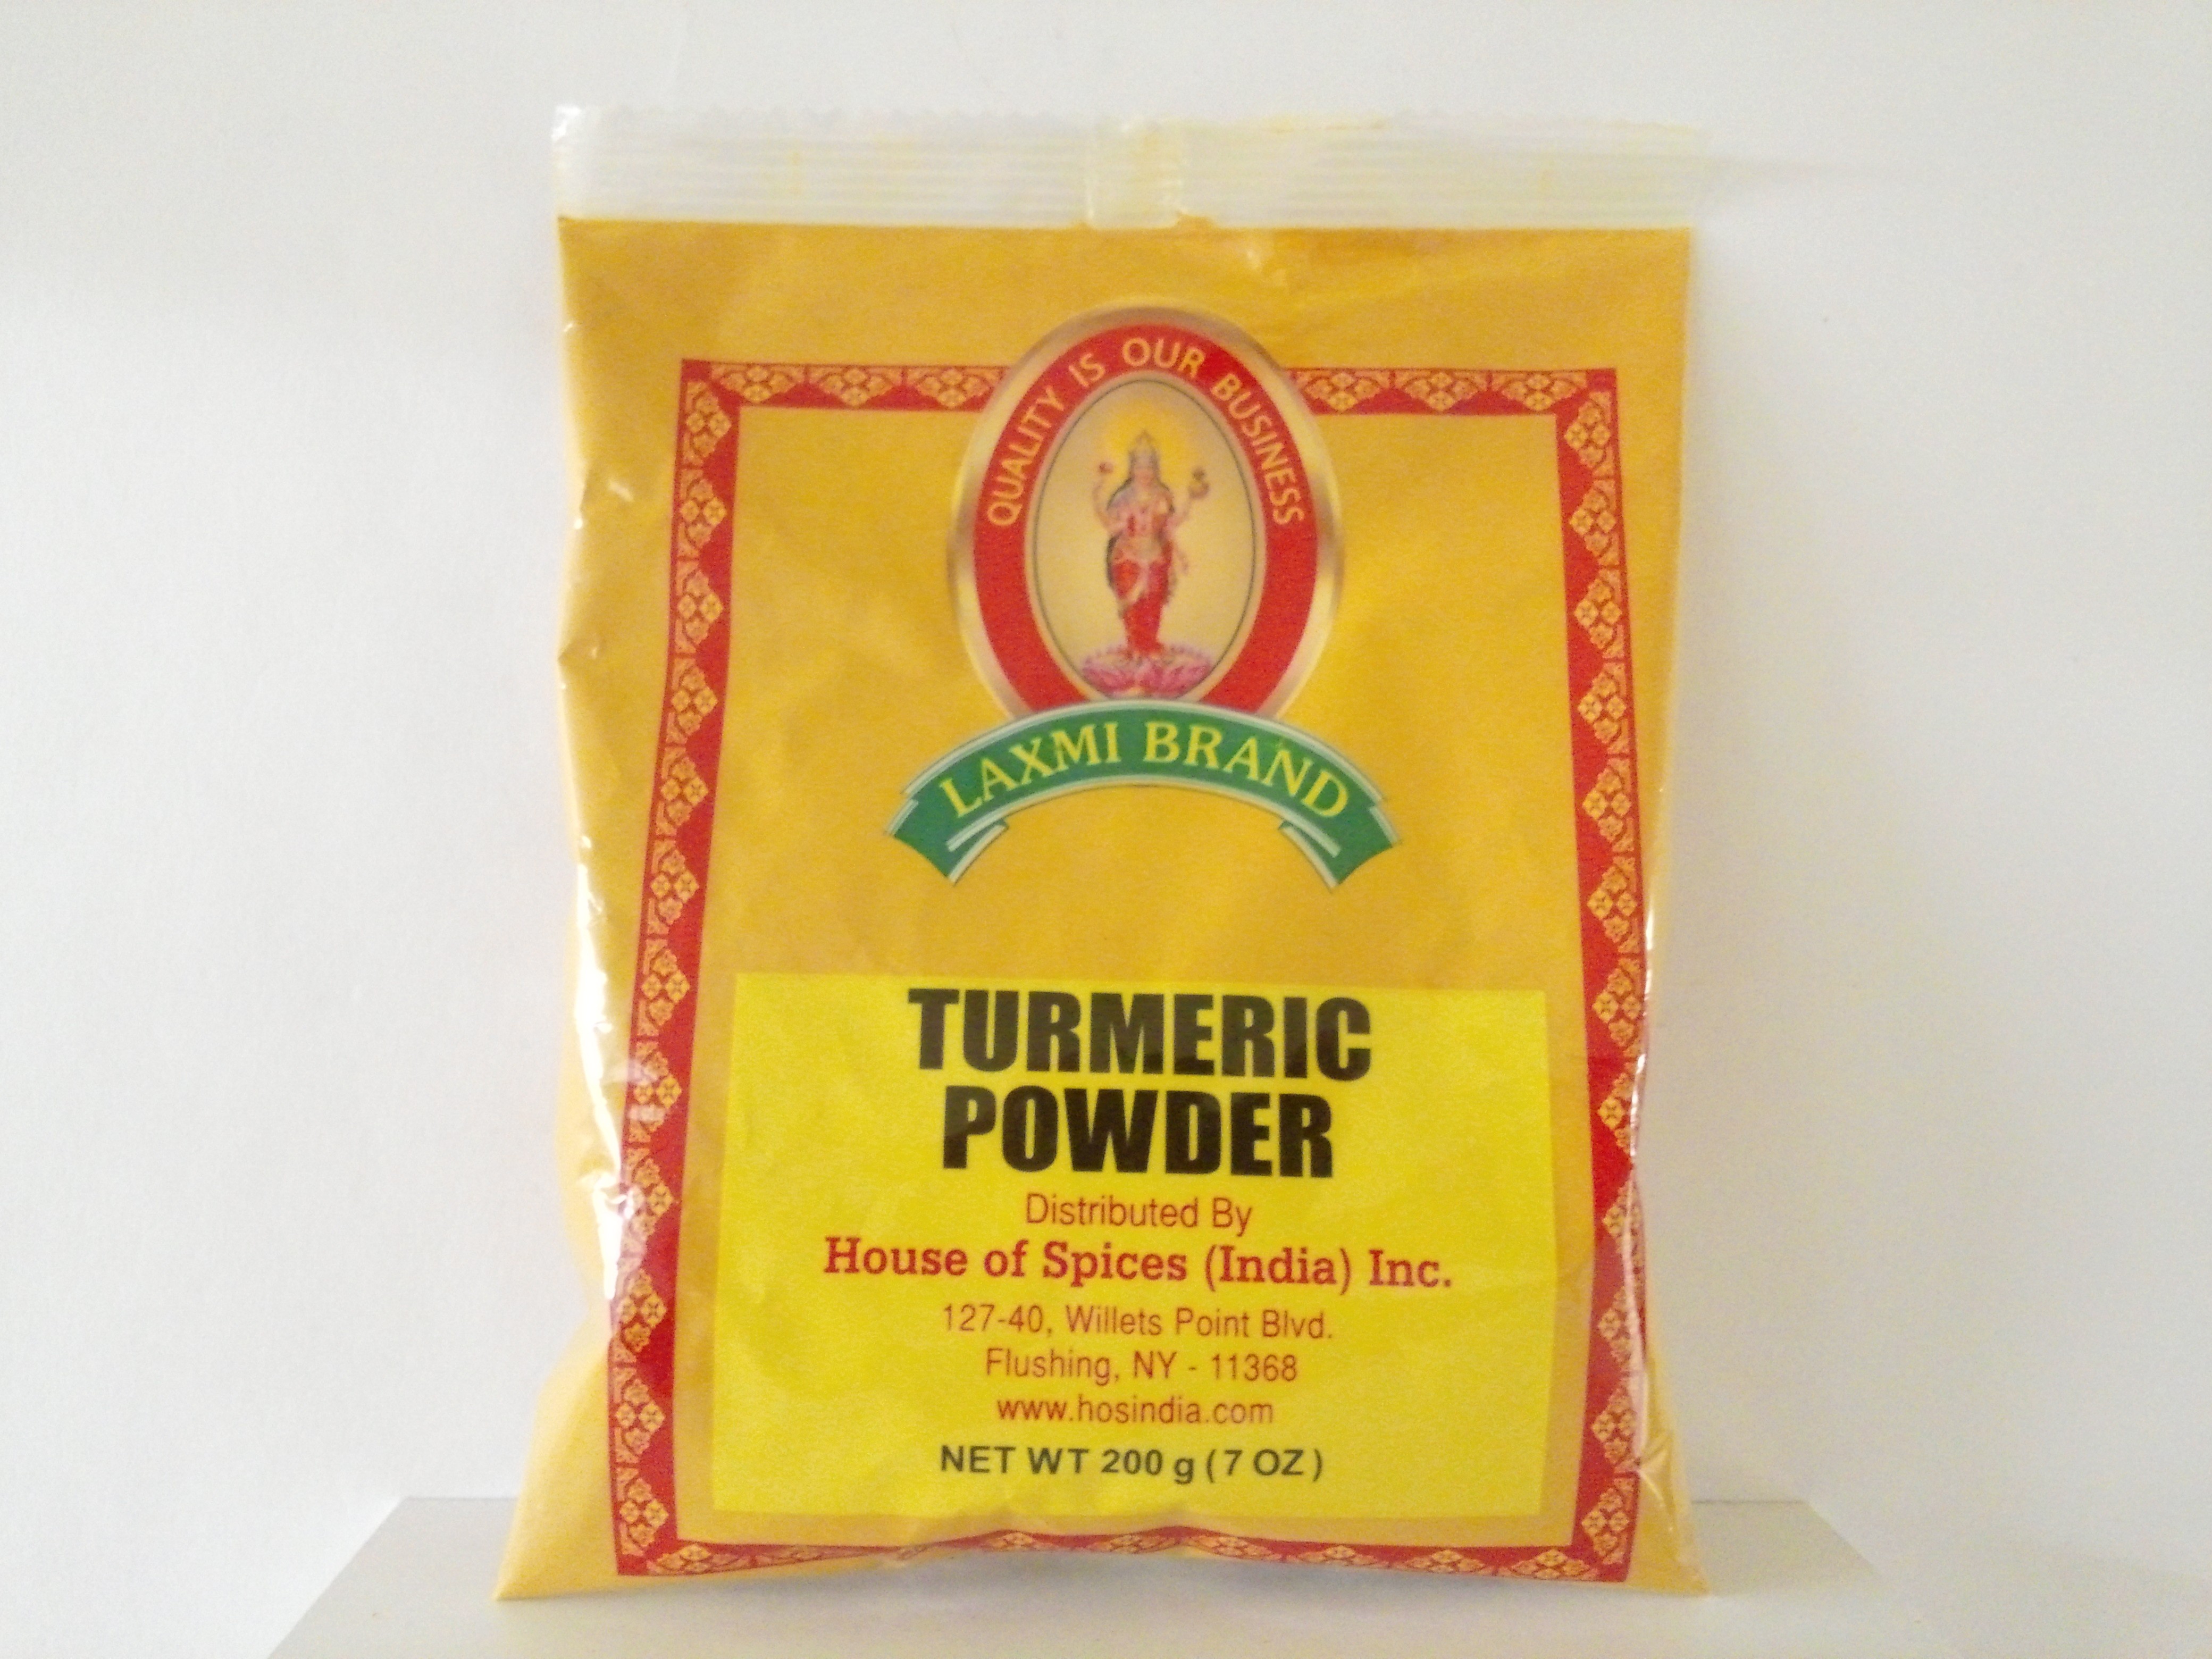 QUALITY IS OUR BUSINESS
LAXMI BRAND
TURMERIC
POWDER
Distributed By
House of Spices (India) Inc.
127-40, Willets Point Blvd.
Flushing, NY - 11368
www.hosindia.com
NET WT 200 g (7 OZ)